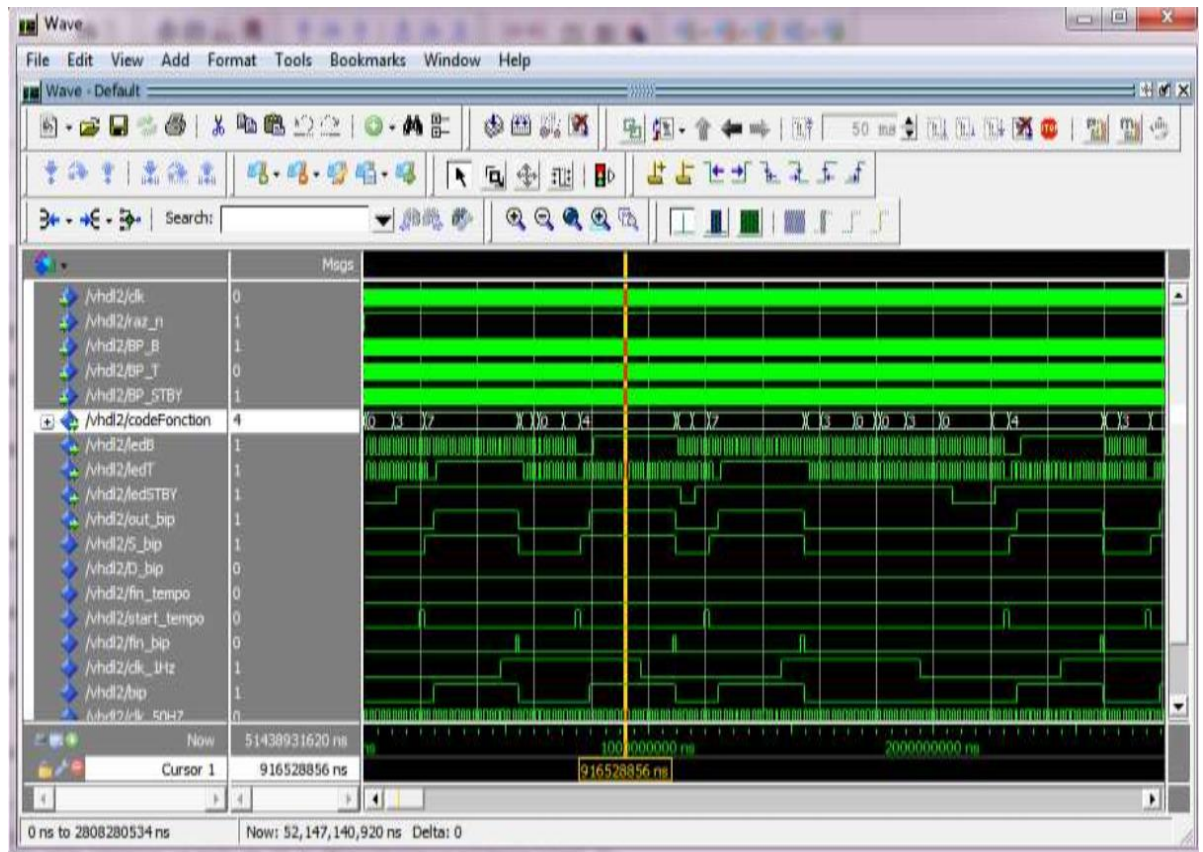 Wave
File Edit View Add Format Tools Bookmarks Window Help
Wave - Default
50 ms
Search:
Msgs
/vhdl2/clk 0
/vhdl2/raz_n 1
/vhdl2/BP_B 1
/vhdl2/BP_T 0
/vhdl2/BP_STBY 1
/vhdl2/codeFonction 4 0 3 7 0 4 7 3 0 0 3 0 4 3
/vhdl2/ledB 1
/vhdl2/ledT 1
/vhdl2/ledSTBY 1
/vhdl2/out_bip 1
/vhdl2/S_bip 1
/vhdl2/D_bip 0
/vhdl2/fin_tempo 0
/vhdl2/start_tempo 0
/vhdl2/fin_bip 0
/vhdl2/clk_1Hz 1
/vhdl2/bip 1
/vhdl2/clk_50HZ 0
Now 51438931620 ns ns 1000000000 ns 2000000000 ns
Cursor 1 916528856 ns 916528856 ns
0 ns to 2808280534 ns Now: 52,147,140,920 ns Delta: 0